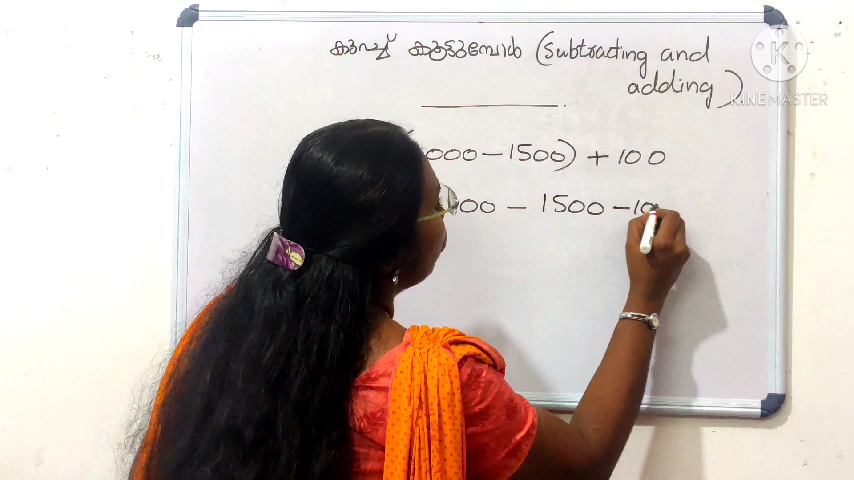 കുറച്ച് കൂട്ടുമ്പോൾ (Subtracting and
adding)
KINEMASTER
000 - 1500) + 100
00 - 1500 - 10